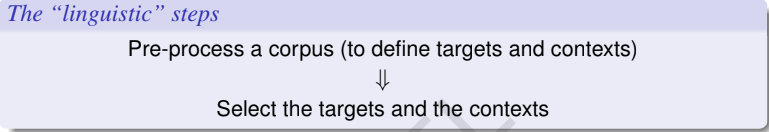 The “linguistic” steps
Pre-process a corpus (to define targets and contexts)
⇓
Select the targets and the contexts